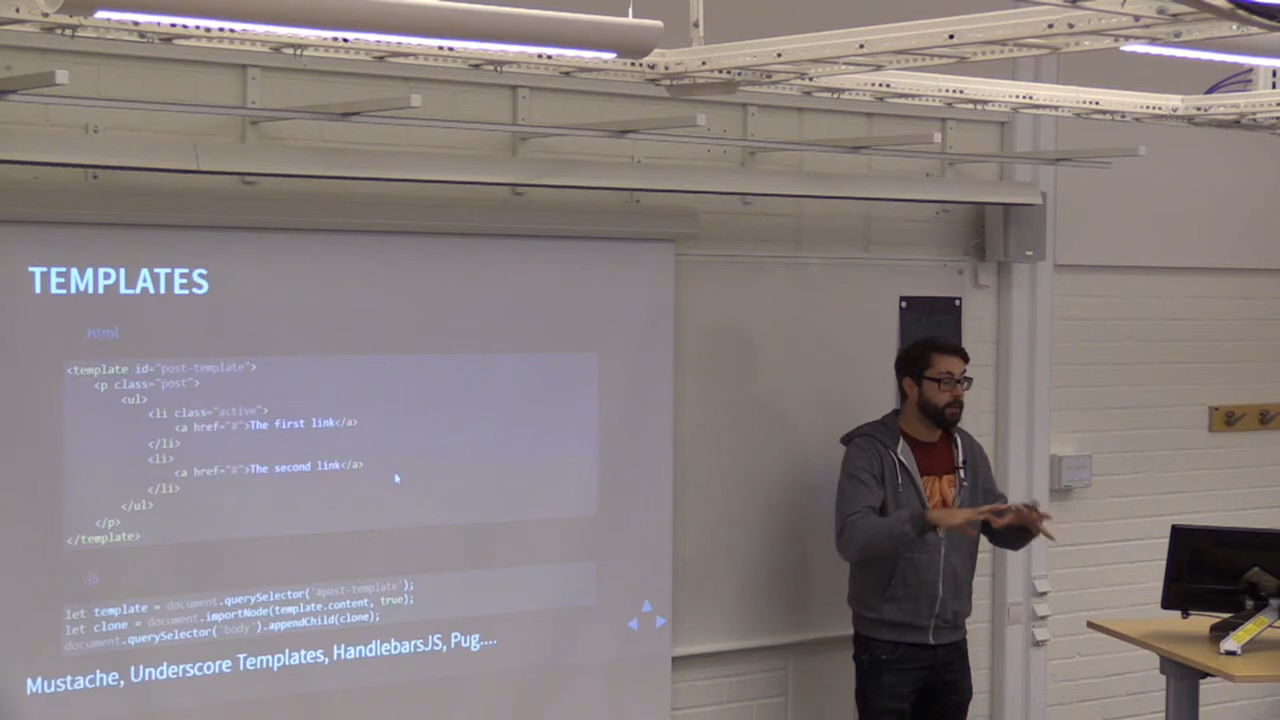 TEMPLATES
.html
<template id="post-template">
<p class="post">
<ul>
<li class="active">
<a href="#">The first link</a>
</li>
<li>
<a href="#">The second link</a>
</li>
</ul>
</p>
</template>
.js
let template = document.querySelector('#post-template');
let clone = document.importNode(template.content, true);
document.querySelector('body').appendChild(clone);
Mustache, Underscore Templates, HandlebarsJS, Pug....